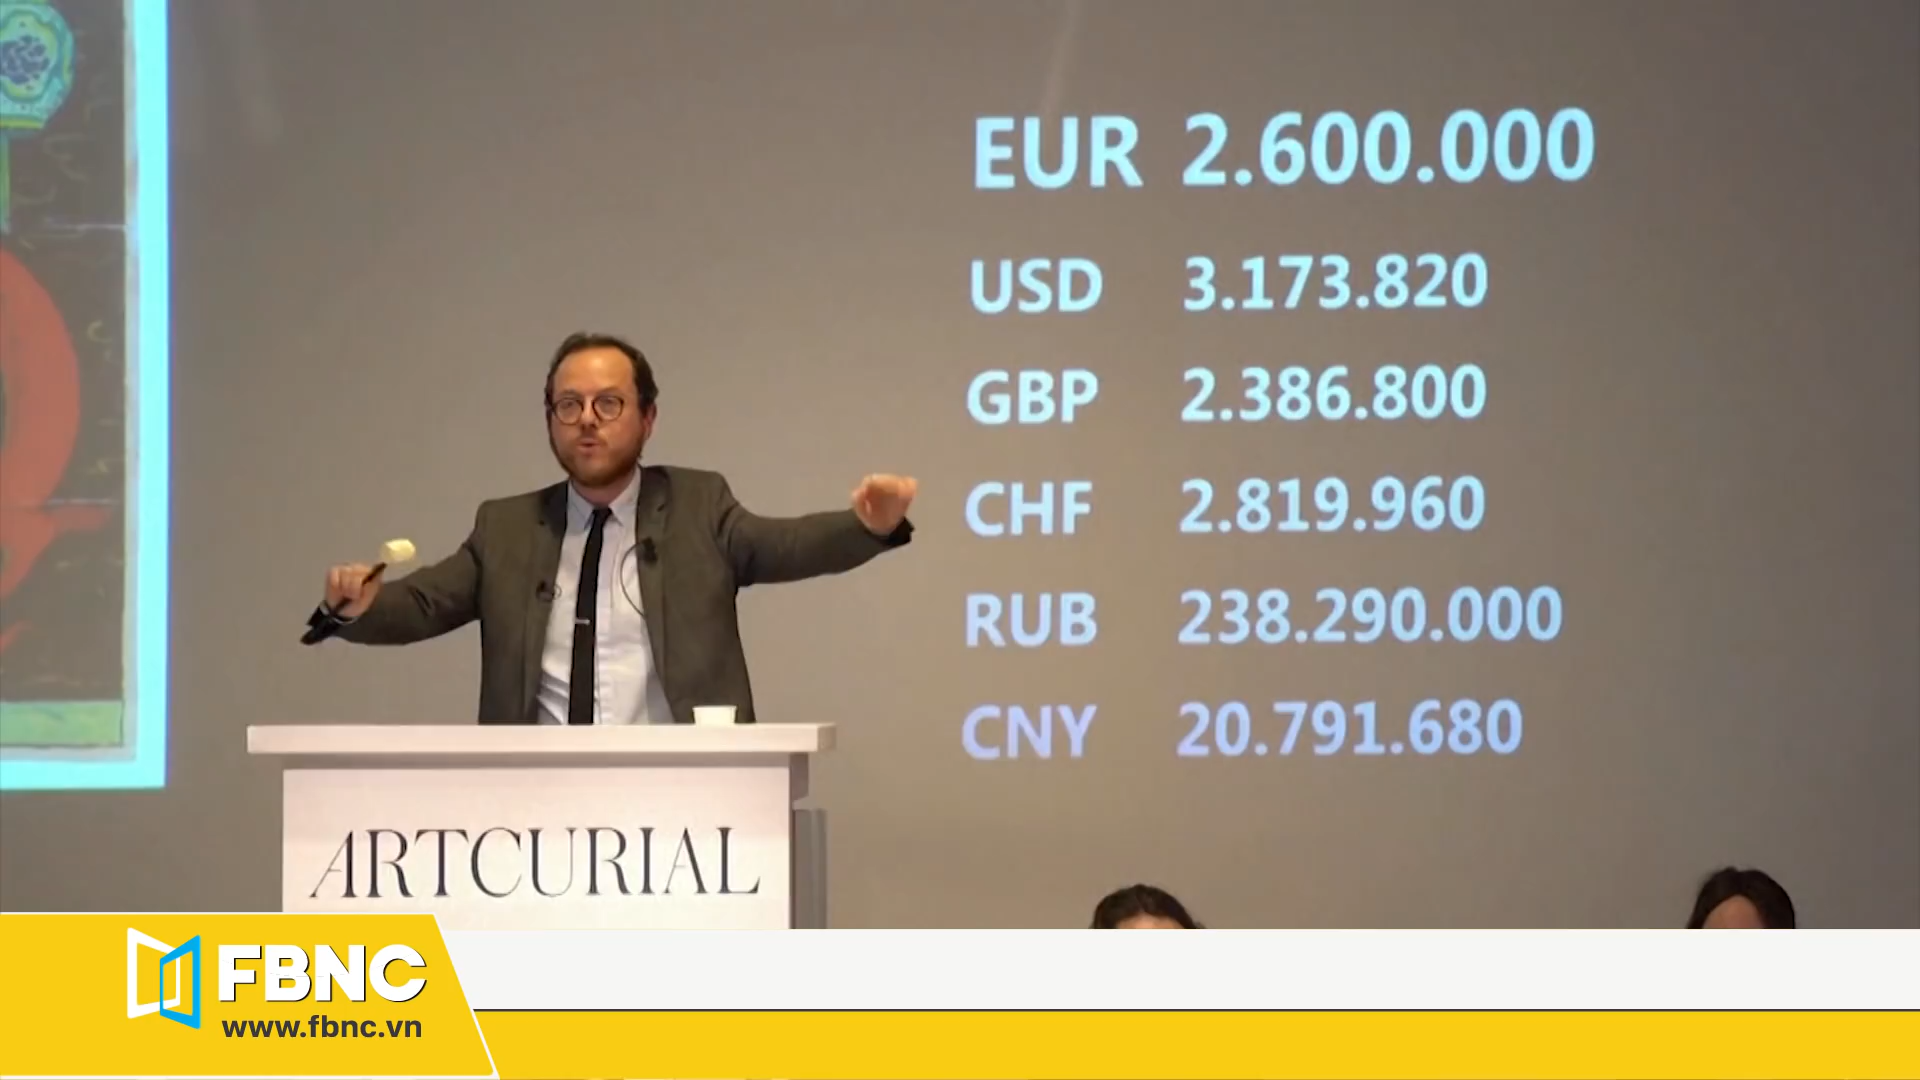 EUR 2.600.000
USD 3.173.820
GBP 2.386.800
CHF 2.819.960
RUB 238.290.000
CNY 20.791.680
ARTCURIAL
FBNC
www.fbnc.vn